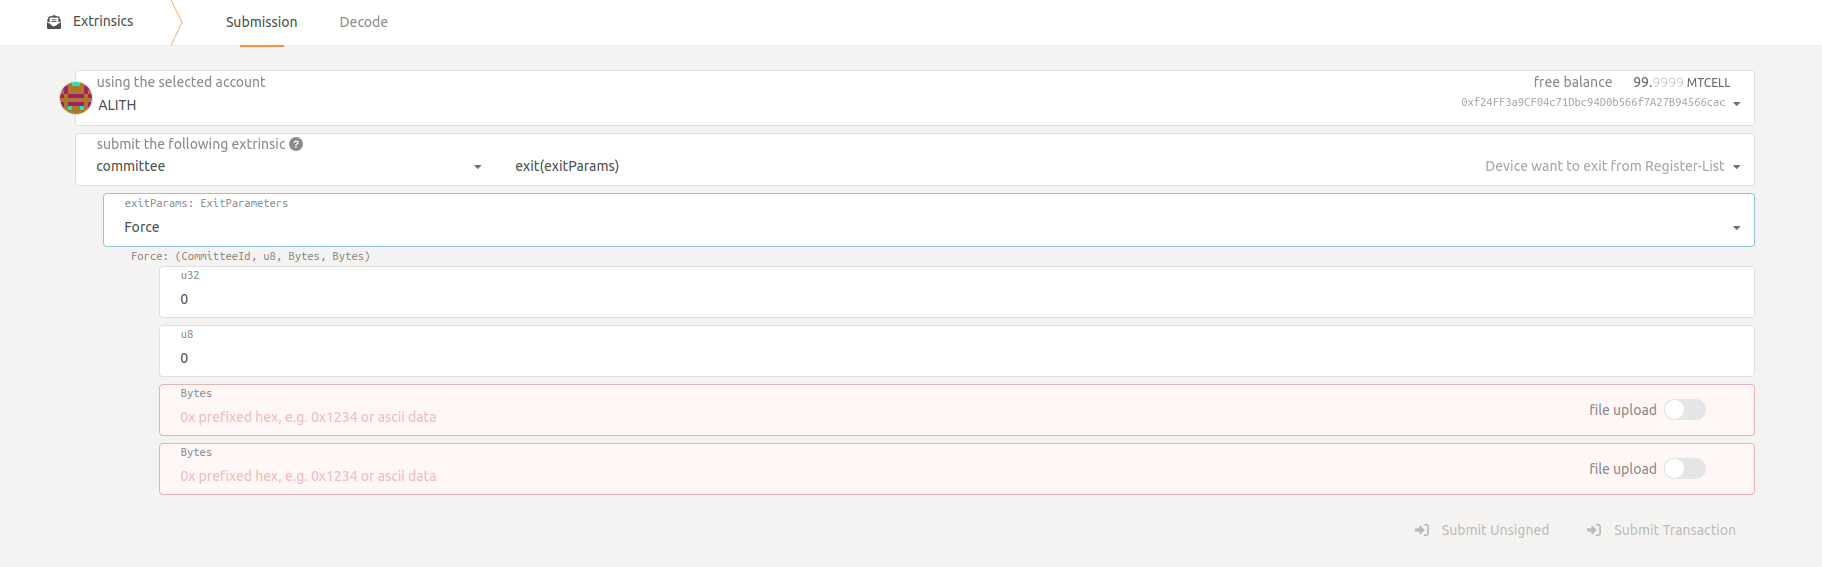 Extrinsics
Submission Decode
using the selected account
ALITH
free balance 99.9999 MTCELL
0xf24FF3a9CF04c71Dbc94D0b566f7A27B94566cac
submit the following extrinsic ?
committee exit(exitParams) Device want to exit from Register-List
exitParams: ExitParameters
Force
Force: (CommitteeId, u8, Bytes, Bytes)
u32
0
u8
0
Bytes
0x prefixed hex, e.g. 0x1234 or ascii data file upload
Bytes
0x prefixed hex, e.g. 0x1234 or ascii data file upload
Submit Unsigned Submit Transaction